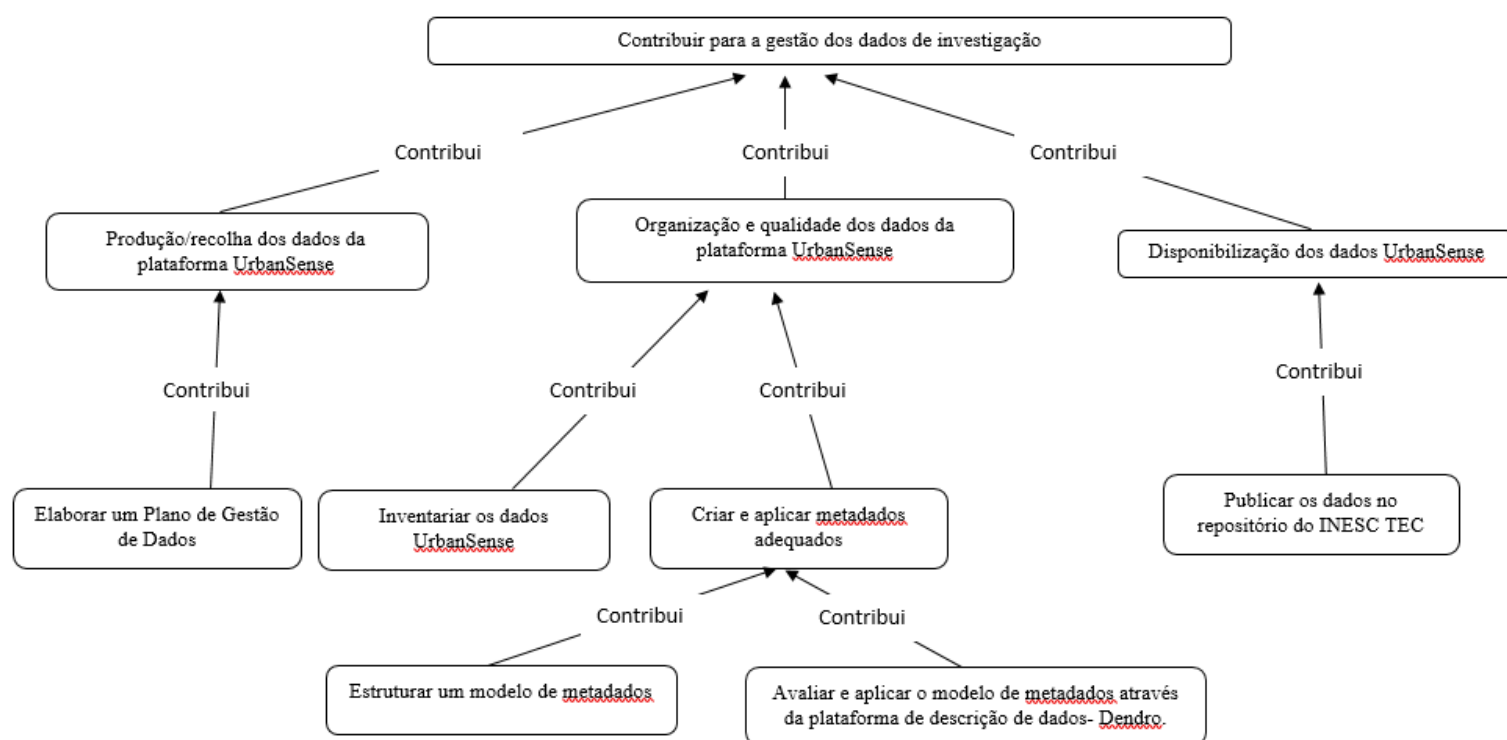 Contribuir para a gestão dos dados de investigação
Contribui
Contribui
Contribui
Produção/recolha dos dados da
plataforma UrbanSense
Organização e qualidade dos dados da
plataforma UrbanSense
Disponibilização dos dados UrbanSense
Contribui
Contribui
Contribui
Contribui
Elaborar um Plano de Gestão
de Dados
Inventariar os dados
UrbanSense
Criar e aplicar metadados
adequados
Publicar os dados no
repositório do INESC TEC
Contribui
Contribui
Estruturar um modelo de metadados
Avaliar e aplicar o modelo de metadados através
da plataforma de descrição de dados- Dendro.